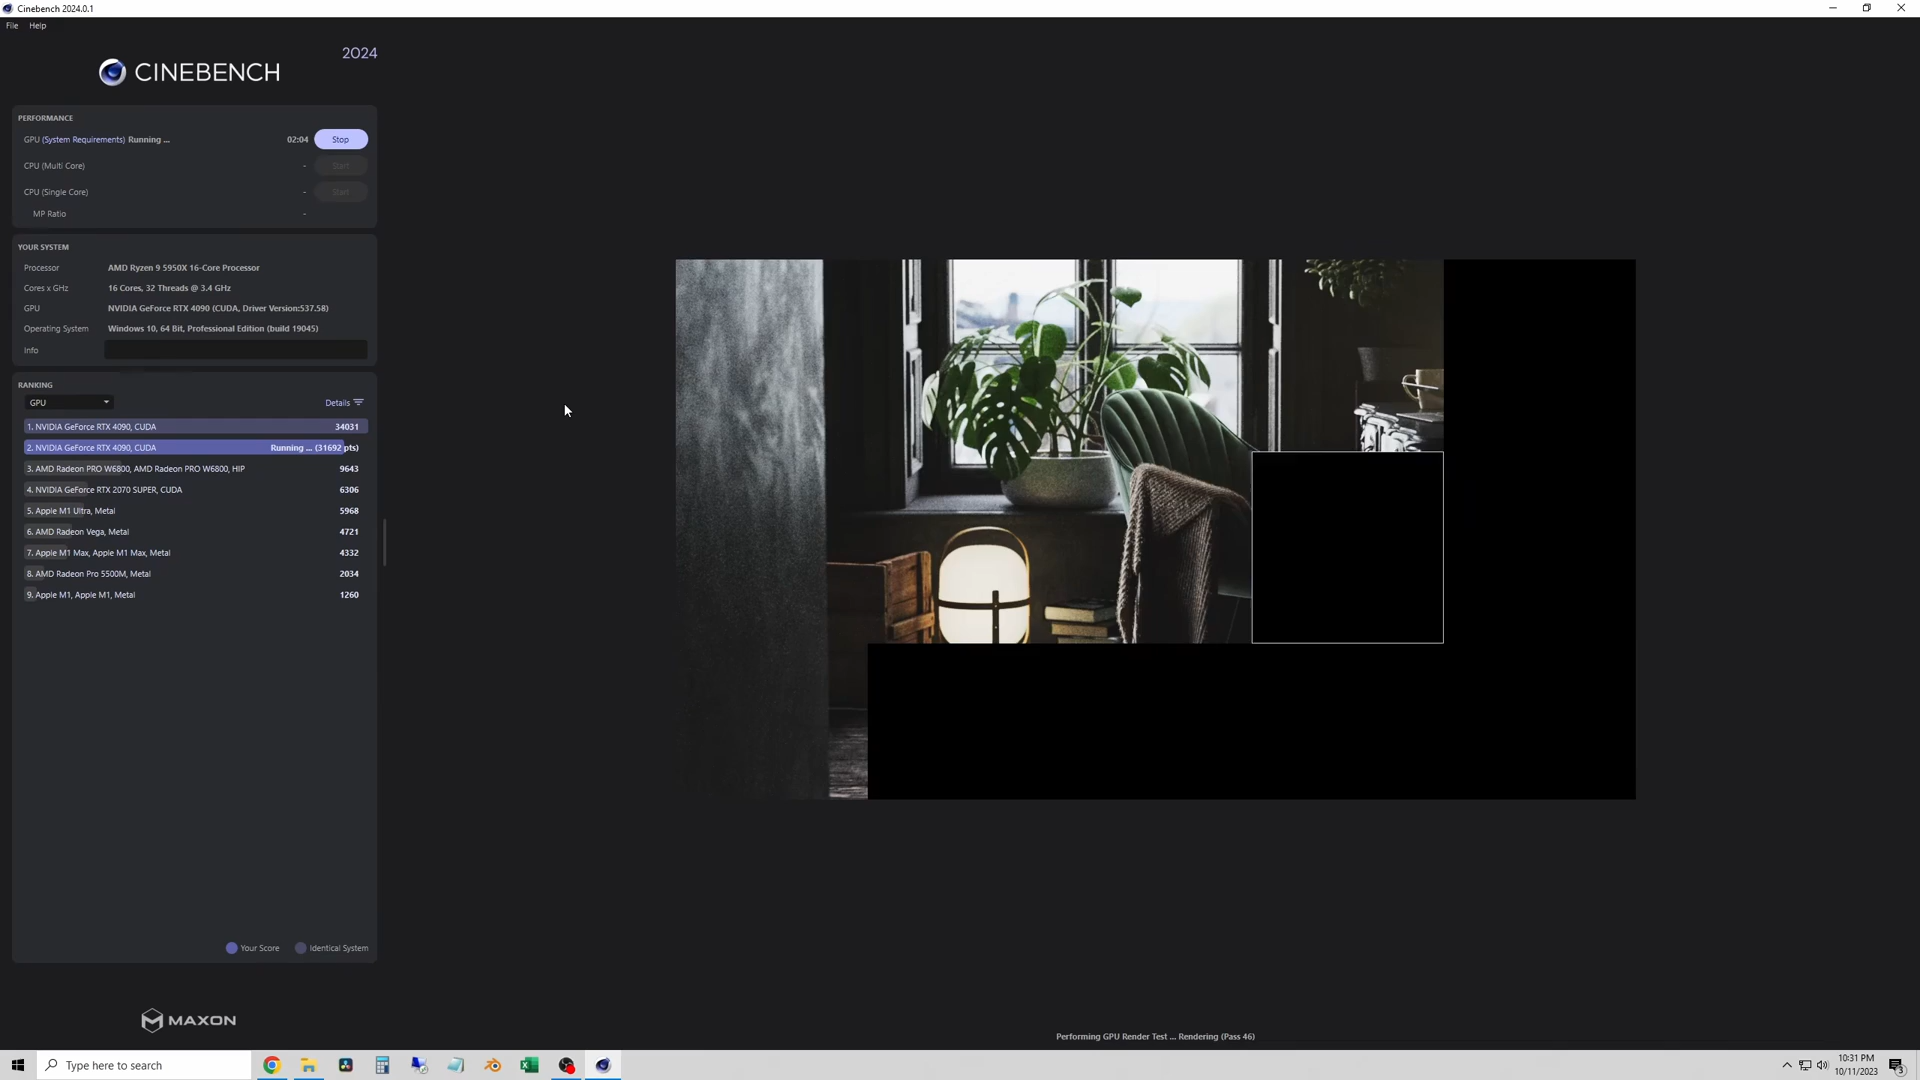 Cinebench 2024.0.1
File Help
2024
CINEBENCH
PERFORMANCE
GPU (System Requirements) Running ... 02:04 Stop
CPU (Multi Core) - Start
CPU (Single Core) - Start
MP Ratio -
YOUR SYSTEM
Processor AMD Ryzen 9 5950X 16-Core Processor
Cores x GHz 16 Cores, 32 Threads @ 3.4 GHz
GPU NVIDIA GeForce RTX 4090 (CUDA, Driver Version:537.58)
Operating System Windows 10, 64 Bit, Professional Edition (build 19045)
Info
RANKING
GPU Details
1. NVIDIA GeForce RTX 4090, CUDA 34031
2. NVIDIA GeForce RTX 4090, CUDA Running ... (31692 pts)
3. AMD Radeon PRO W6800, AMD Radeon PRO W6800, HIP 9643
4. NVIDIA GeForce RTX 2070 SUPER, CUDA 6306
5. Apple M1 Ultra, Metal 5968
6. AMD Radeon Vega, Metal 4721
7. Apple M1 Max, Apple M1 Max, Metal 4332
8. AMD Radeon Pro 5500M, Metal 2034
9. Apple M1, Apple M1, Metal 1260
Your Score Identical System
MAXON
Performing GPU Render Test ... Rendering (Pass 46)
Type here to search
10:31 PM
10/11/2023
3